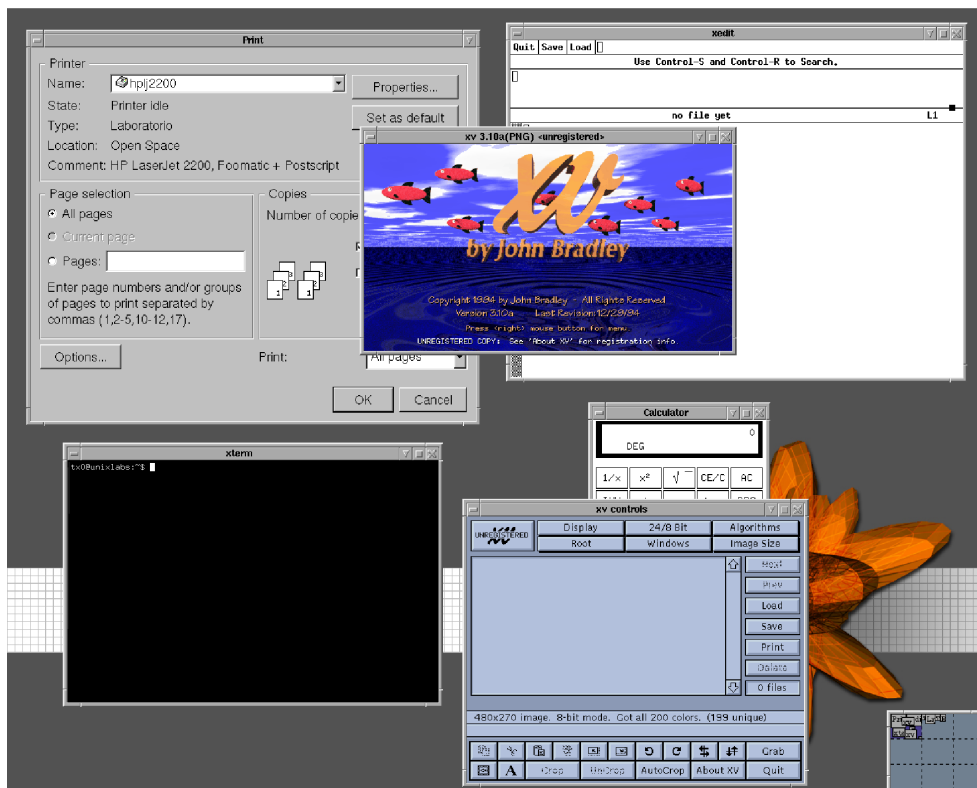 Print
Printer
Name: hplj2200 Properties...
State: Printer idle
Set as default
Type: Laboratorio
Location: Open Space
Comment: HP LaserJet 2200, Foomatic + Postscript
Page selection
All pages
Current page
Pages:
Enter page numbers and/or groups
of pages to print separated by
commas (1,2-5,10-12,17).
Copies
Number of copie
Options...
Print: All pages
OK Cancel
xedit
Quit Save Load
Use Control-S and Control-R to Search.
no file yet L1
xv 3.10a(PNG) <unregistered>
xv
by John Bradley
Copyright 1994 by John Bradley - All Rights Reserved
Version 3.10a Last Revision: 12/29/94
Press <right> mouse button for menu.
UNREGISTERED COPY: See 'About XV' for registration info.
xterm
tx0@unixlabs:~$
Calculator
0
DEG
1/x x² √ CE/C AC
xv controls
UNREGISTERED
Display 24/8 Bit Algorithms
Root Windows Image Size
Next
Prev
Load
Save
Print
Delete
0 files
480x270 image. 8-bit mode. Got all 200 colors. (199 unique)
Grab
A Crop UnCrop AutoCrop About XV Quit